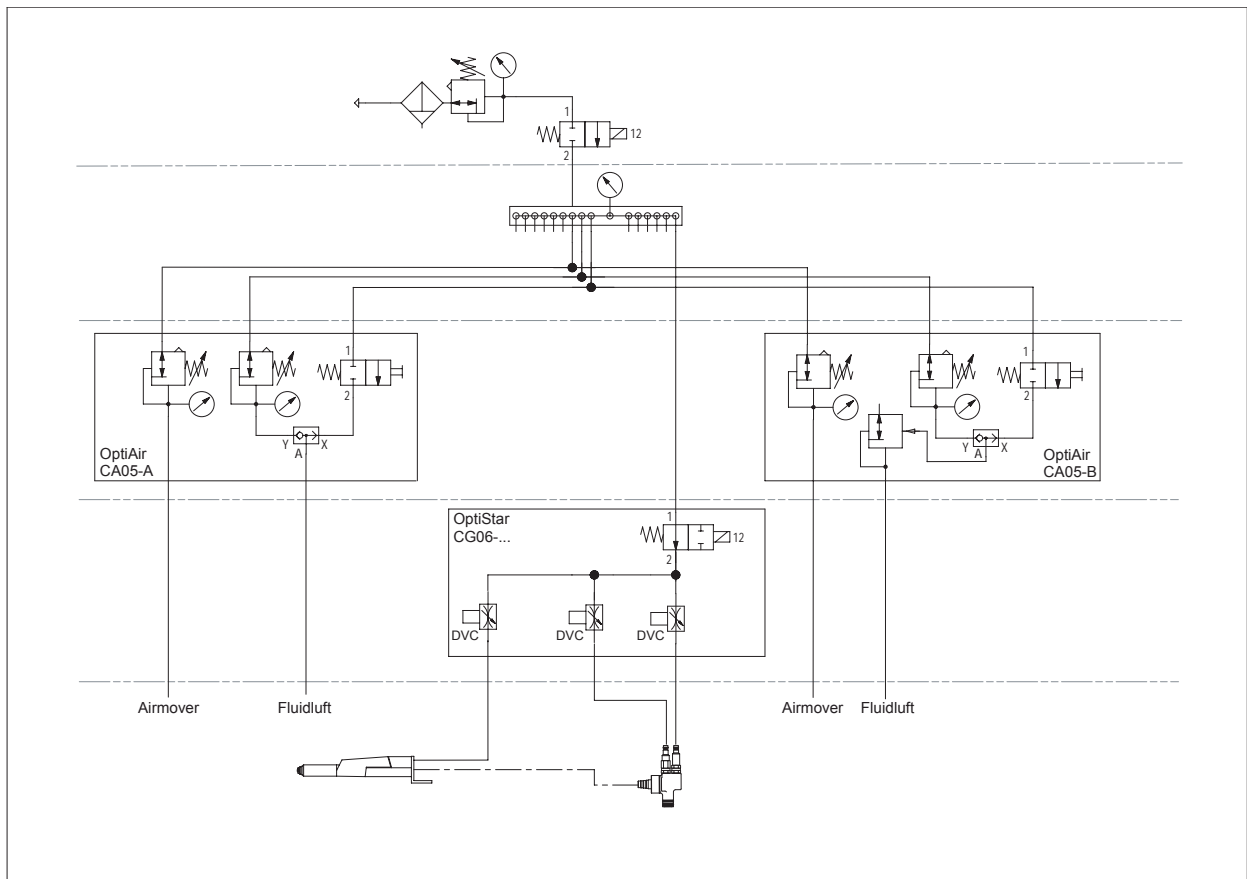 1
12
2
1
2
Y
X
A
OptiAir
CA05-A
1
2
Y
X
A
OptiAir
CA05-B
OptiStar
CG06-...
1
12
2
DVC
DVC
DVC
Airmover
Fluidluft
Airmover
Fluidluft